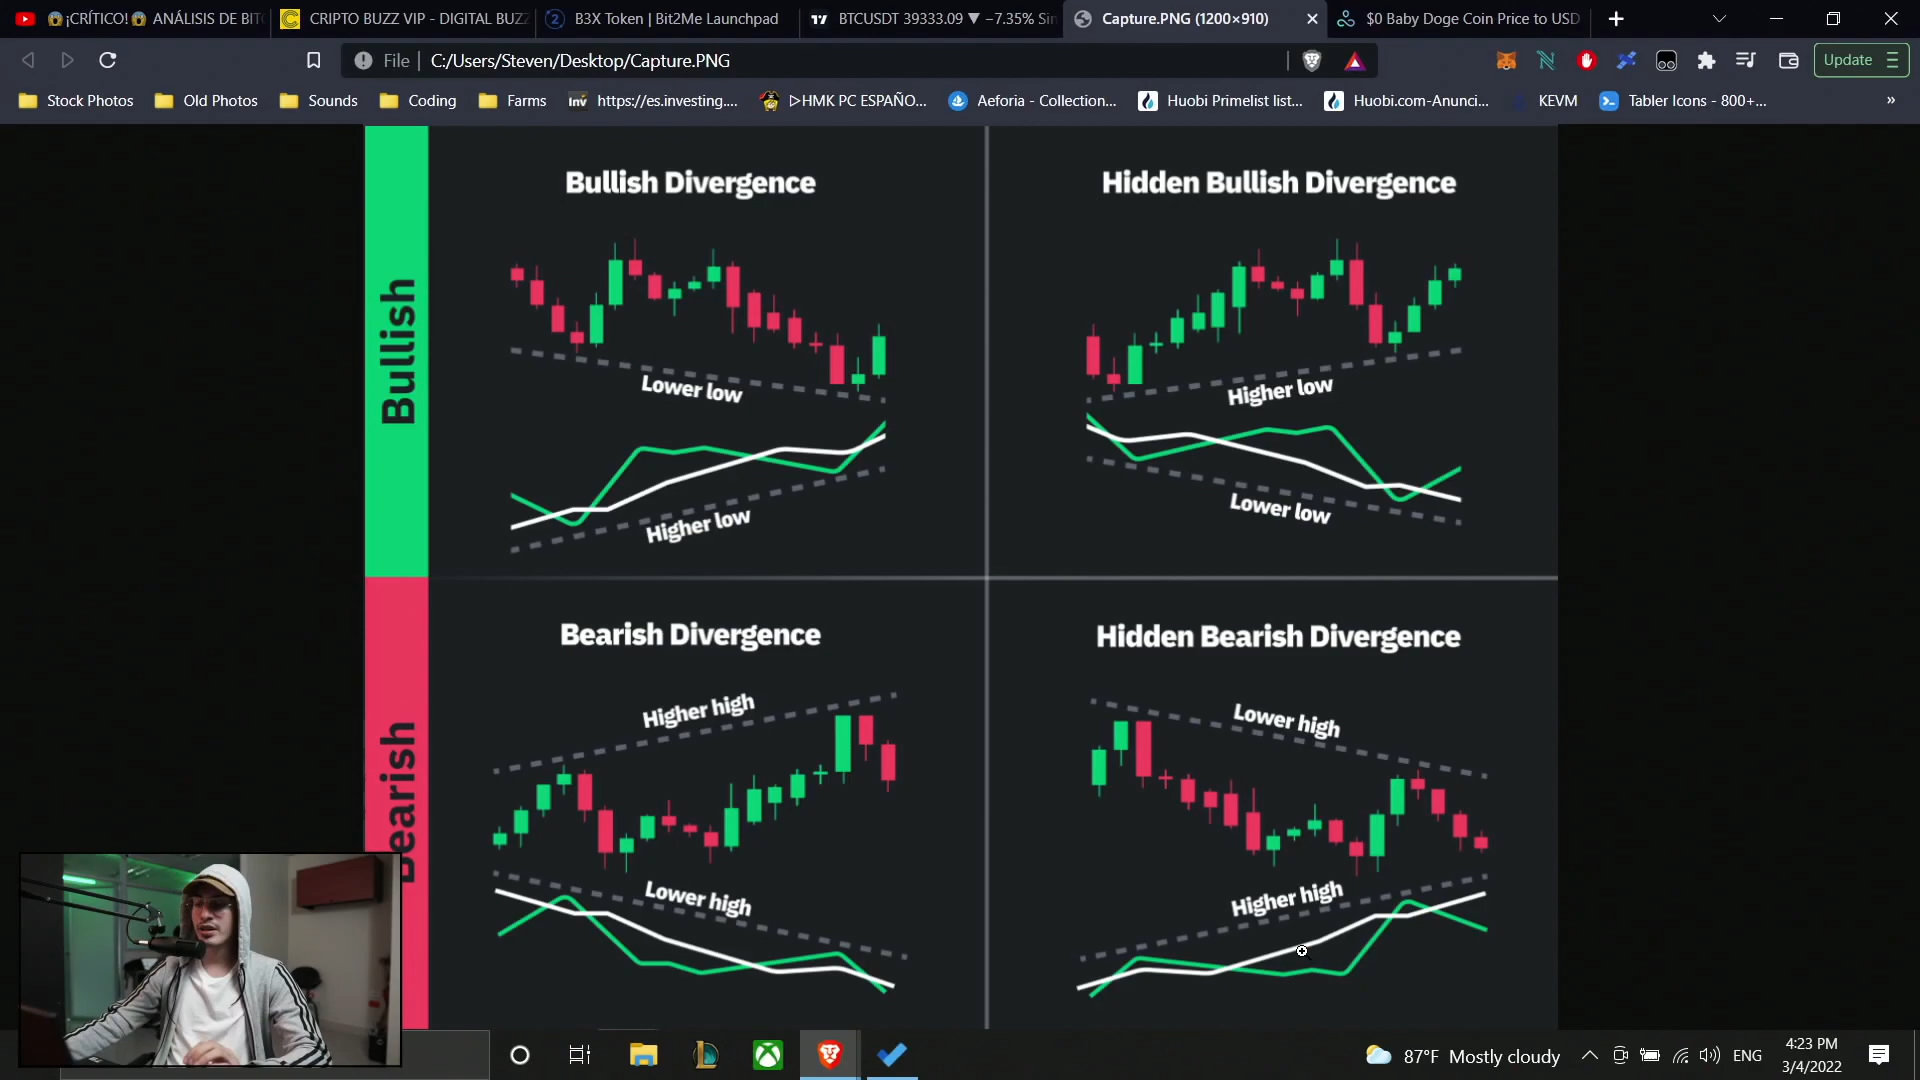 😱¡CRÍTICO!😱 ANÁLISIS DE BIT
CRIPTO BUZZ VIP - DIGITAL BUZZ
B3X Token | Bit2Me Launchpad
BTCUSDT 39333.09 ▼ −7.35% Sin
Capture.PNG (1200×910)
$0 Baby Doge Coin Price to USD
File
C:/Users/Steven/Desktop/Capture.PNG
Update
Stock Photos
Old Photos
Sounds
Coding
Farms
inv
https://es.investing....
ᐅHMK PC ESPAÑO...
Aeforia - Collection...
Huobi Primelist list...
Huobi.com-Anunci...
KEVM
Tabler Icons - 800+...
»
Bullish
Bullish Divergence
Lower low
Higher low
Hidden Bullish Divergence
Higher low
Lower low
Bearish
Bearish Divergence
Higher high
Lower high
Hidden Bearish Divergence
Lower high
Higher high
87°F Mostly cloudy
ENG
4:23 PM
3/4/2022